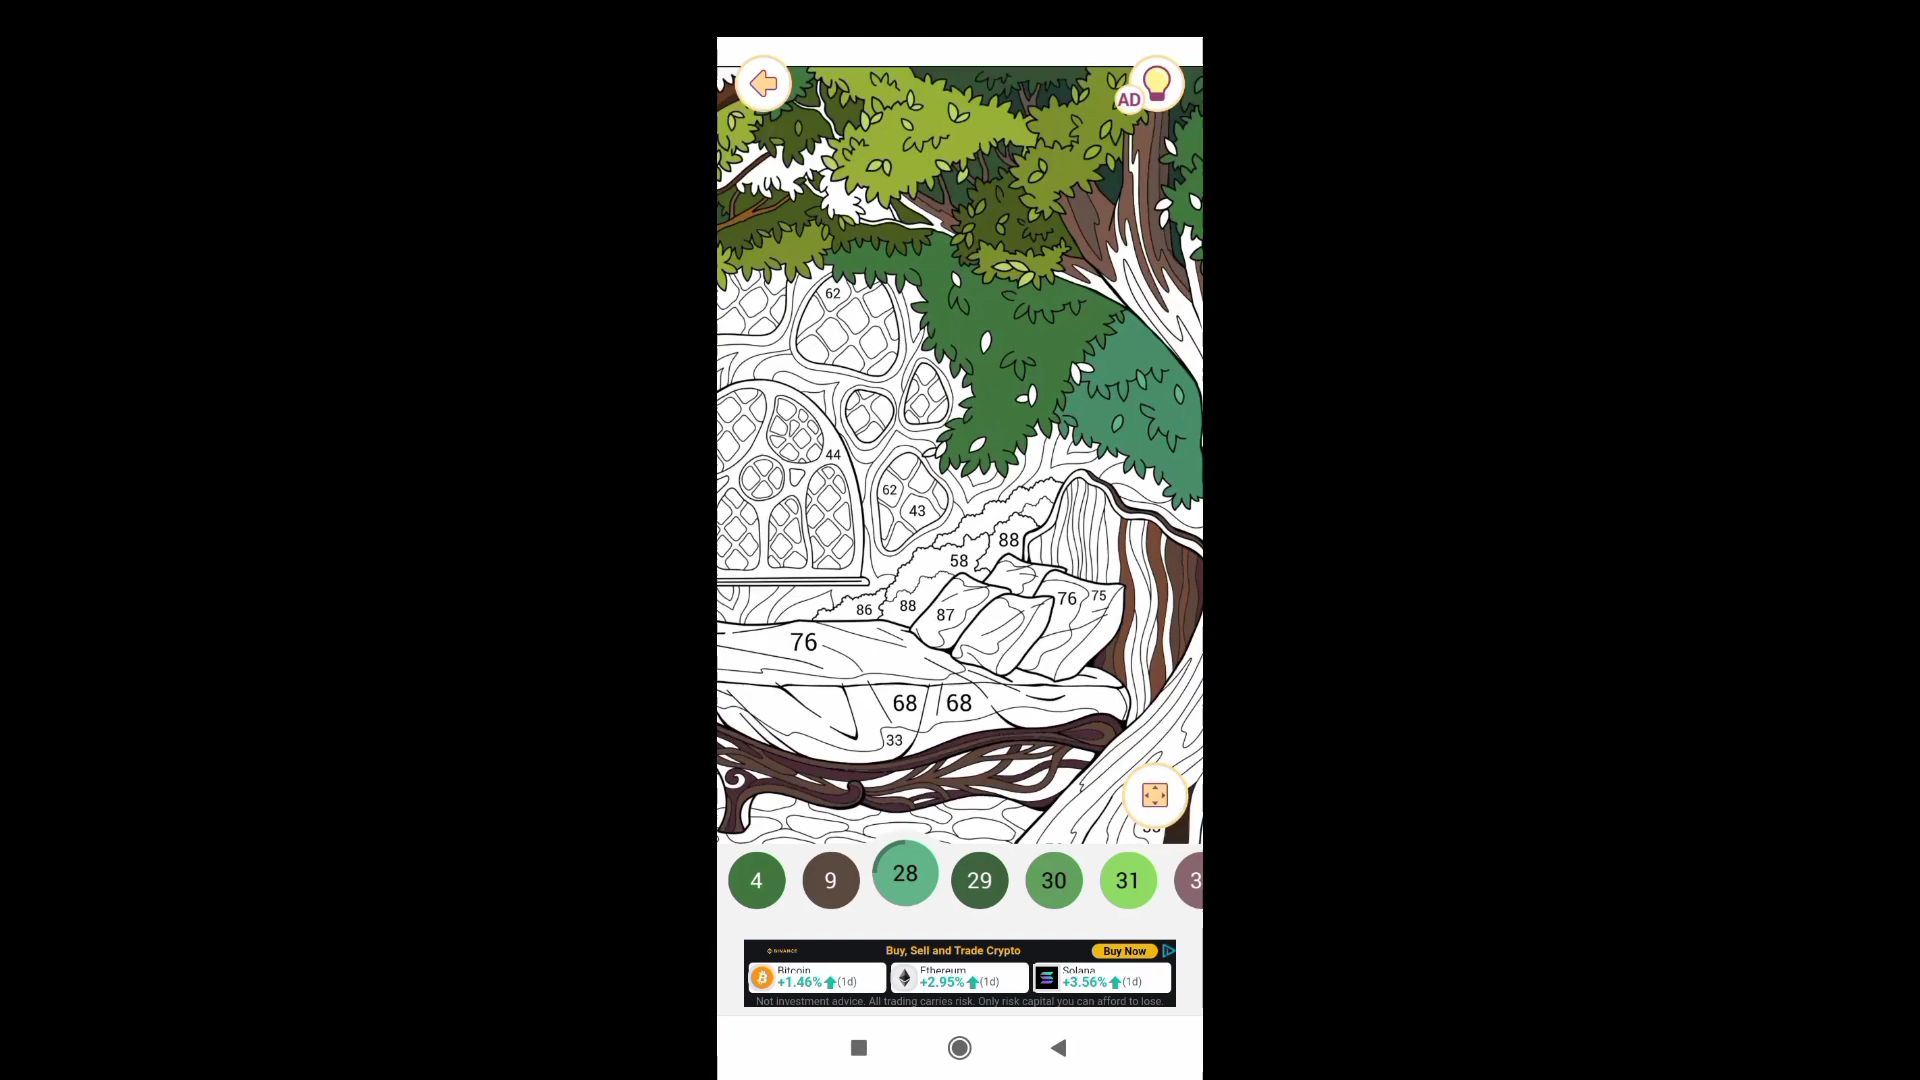 AD
62
44
62
43
88
58
76
75
86
88
87
76
68
68
33
4
9
28
29
30
31
3
BINANCE
Buy, Sell and Trade Crypto
Buy Now
Bitcoin
+1.46% (1d)
Ethereum
+2.95% (1d)
Solana
+3.56% (1d)
Not investment advice. All trading carries risk. Only risk capital you can afford to lose.